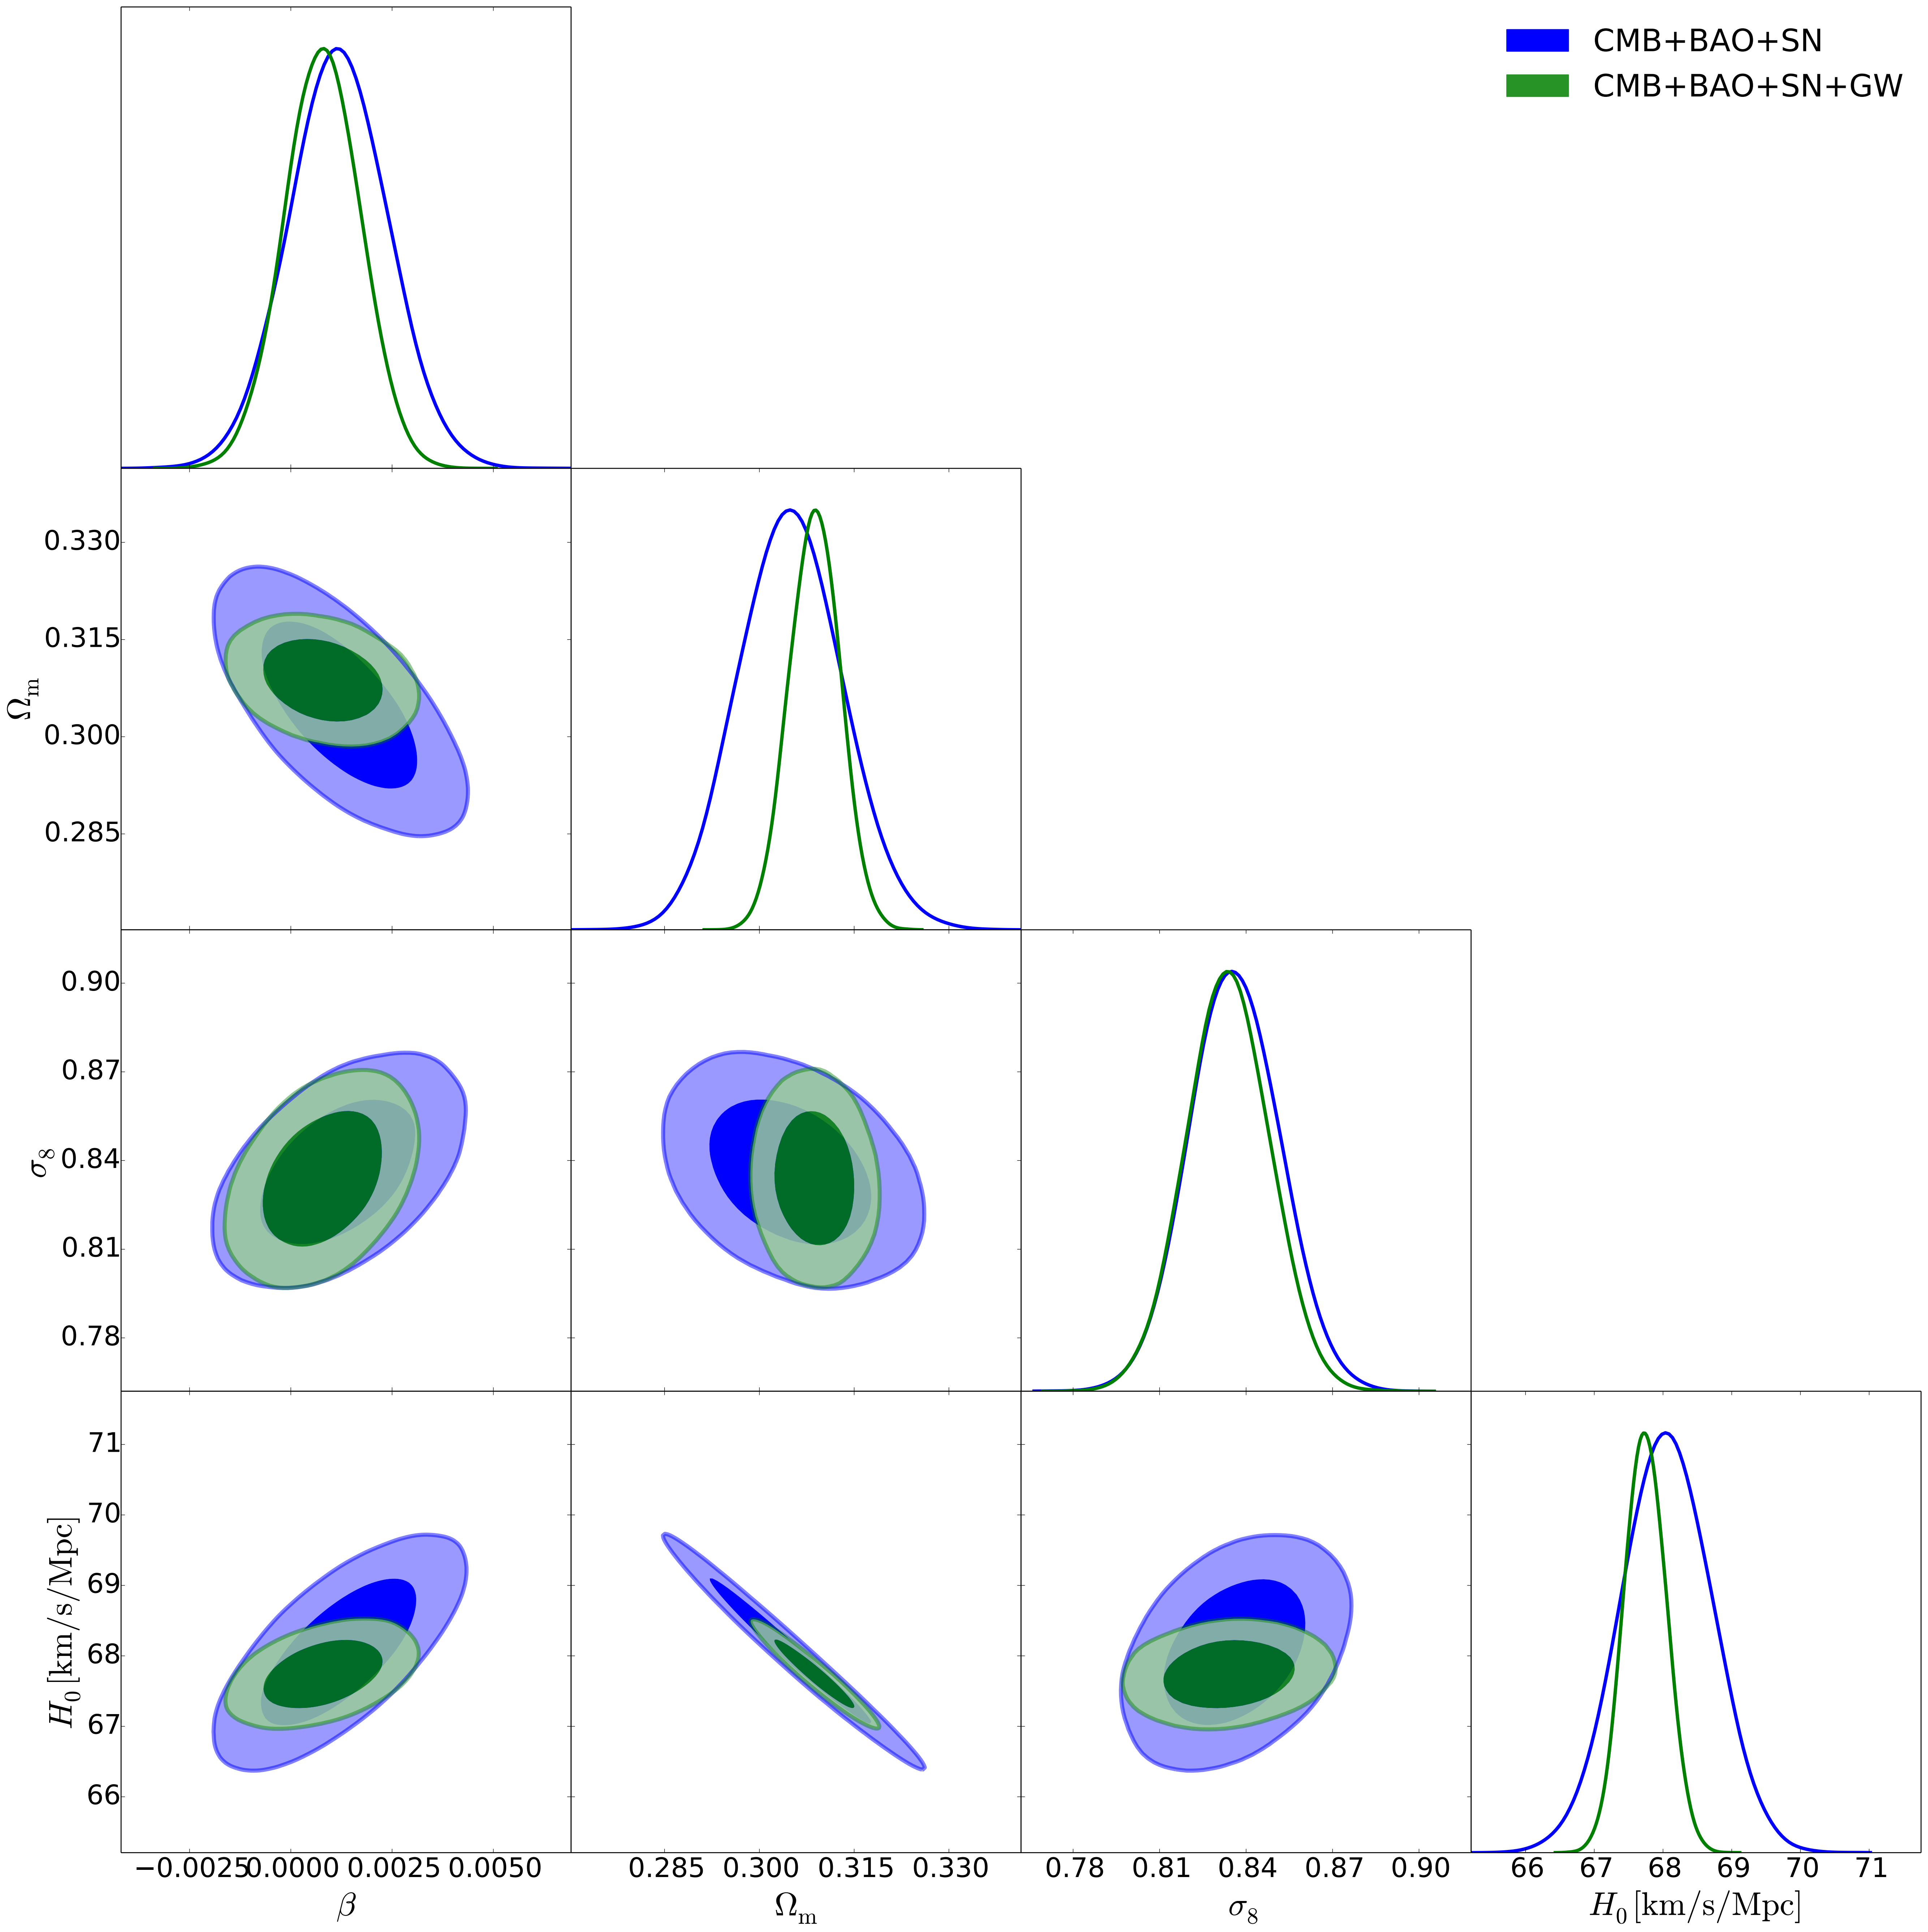 CMB+BAO+SN
CMB+BAO+SN+GW
0.330
0.315
0.300
0.285
Ωm
0.90
0.87
0.84
0.81
0.78
σ8
71
70
69
68
67
66
H0 [km/s/Mpc]
−0.0025 0.0000 0.0025 0.0050
0.285 0.300 0.315 0.330
0.78 0.81 0.84 0.87 0.90
66 67 68 69 70 71
β
Ωm
σ8
H0 [km/s/Mpc]